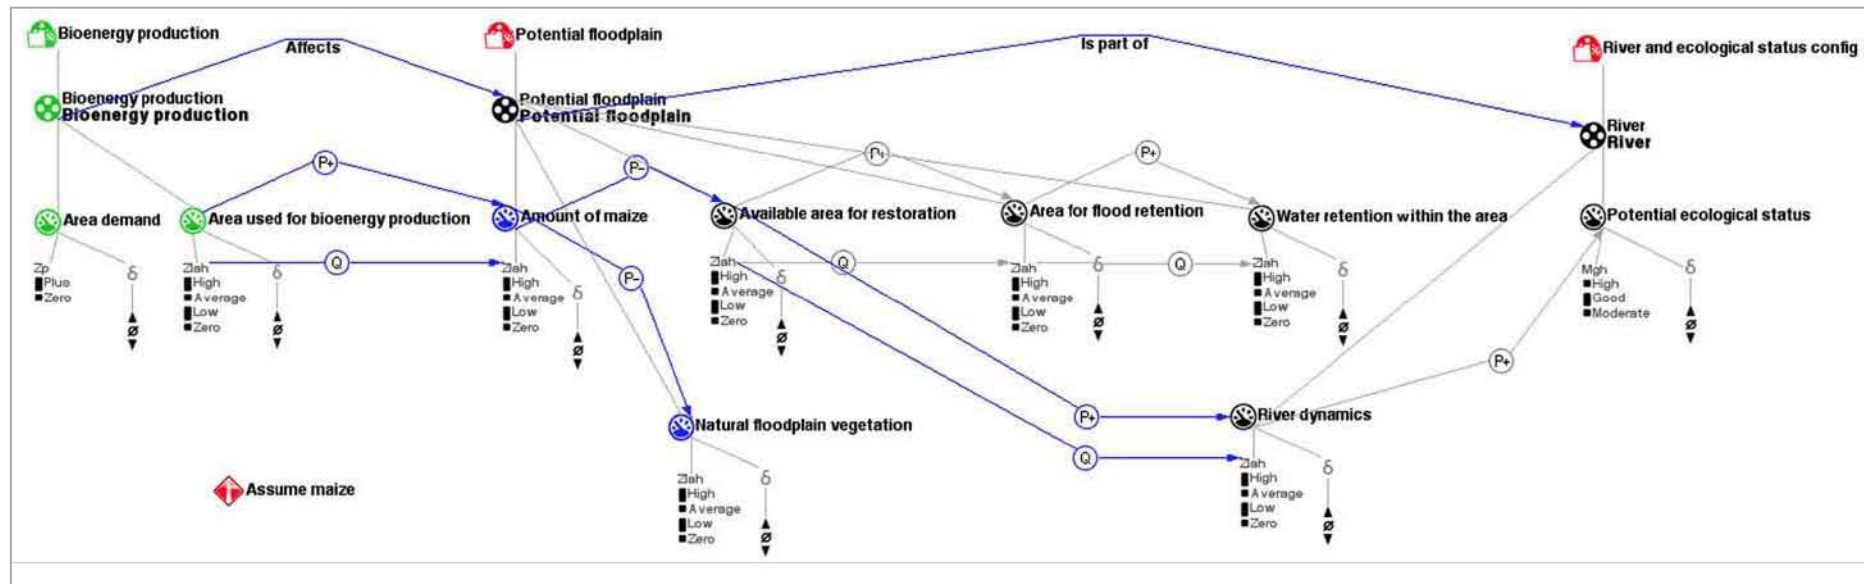 Bioenergy production
Affects
Potential floodplain
Is part of
River and ecological status config
Bioenergy production
Bioenergy production
Potential floodplain
Potential floodplain
River
River
P+
P-
P+
P+
Area demand
Area used for bioenergy production
Amount of maize
Available area for restoration
Area for flood retention
Water retention within the area
Potential ecological status
Zp
Plus
Zero
δ
ø
Zlah
High
Average
Low
Zero
δ
ø
Q
Zlah
High
Average
Low
Zero
δ
ø
P-
Zlah
High
Average
Low
Zero
δ
ø
Q
Zlah
High
Average
Low
Zero
δ
ø
Q
Zlah
High
Average
Low
Zero
δ
ø
Mgh
High
Good
Moderate
δ
ø
P+
P+
River dynamics
Natural floodplain vegetation
Q
Zlah
High
Average
Low
Zero
δ
ø
Zlah
High
Average
Low
Zero
δ
ø
Assume maize